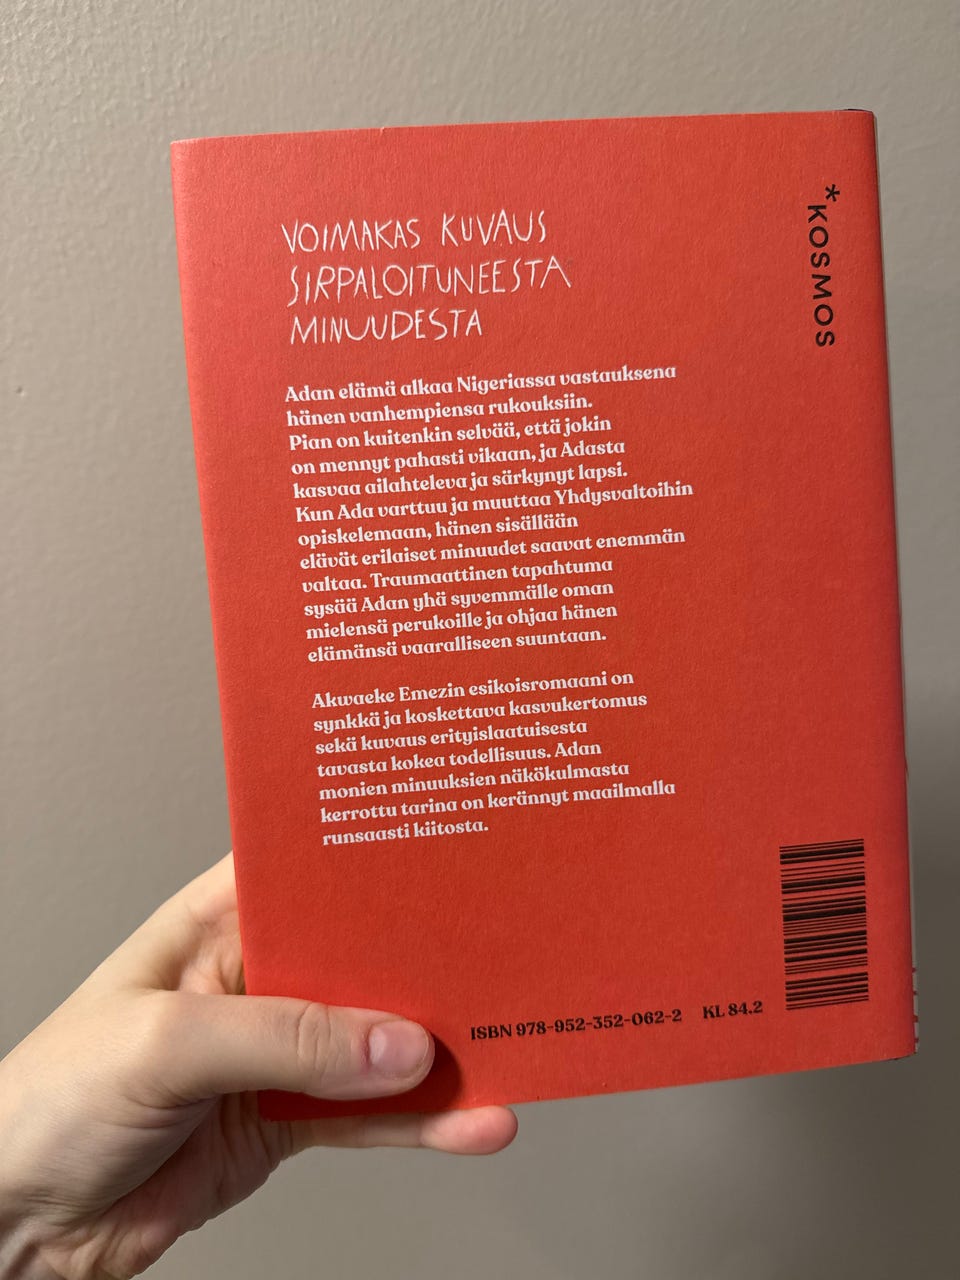 VOIMAKAS KUVAUS
SIRPALOITUNEESTA
MINUUDESTA
*KOSMOS
Adan elämä alkaa Nigeriassa vastauksena
hänen vanhempiensa rukouksiin.
Pian on kuitenkin selvää, että jokin
on mennyt pahasti vikaan, ja Adasta
kasvaa ailahteleva ja särkynyt lapsi.
Kun Ada varttuu ja muuttaa Yhdysvaltoihin
opiskelemaan, hänen sisällään
elävät erilaiset minuudet saavat enemmän
valtaa. Traumaattinen tapahtuma
sysää Adan yhä syvemmälle oman
mielensä perukoille ja ohjaa hänen
elämänsä vaaralliseen suuntaan.
Akwaeke Emezin esikoisromaani on
synkkä ja koskettava kasvukertomus
sekä kuvaus erityislaatuisesta
tavasta kokea todellisuus. Adan
monien minuuksien näkökulmasta
kerrottu tarina on kerännyt maailmalla
runsaasti kiitosta.
ISBN 978-952-352-062-2 KL 84.2